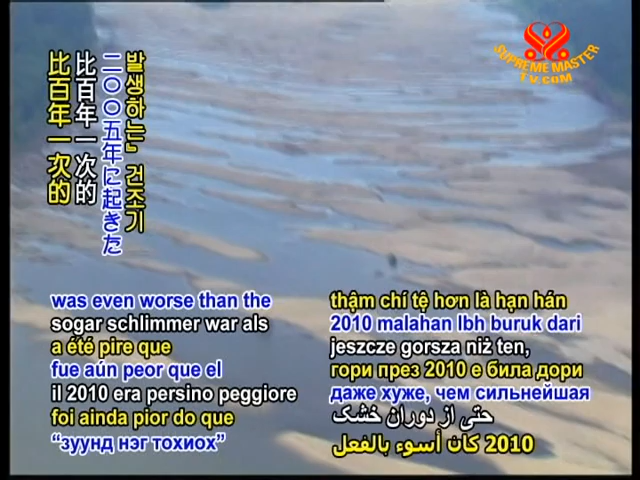 SUPREME MASTER
TV.COM
발생하는』 건조기
二〇〇五年に起きた
比百年一次的
比百年一次的
was even worse than the
sogar schlimmer war als
a été pire que
fue aún peor que el
il 2010 era persino peggiore
foi ainda pior do que
“зуунд нэг тохиох”
thậm chí tệ hơn là hạn hán
2010 malahan lbh buruk dari
jeszcze gorsza niż ten,
гори през 2010 е била дори
даже хуже, чем сильнейшая
حتی از دوران خشک
2010 كان أسوء بالفعل